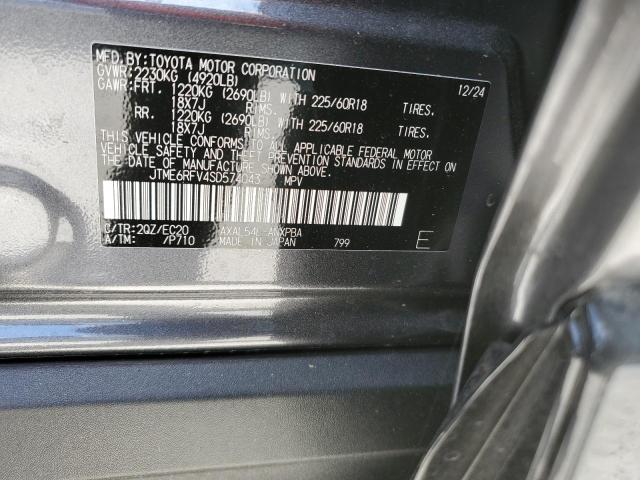 MFD.BY:TOYOTA MOTOR CORPORATION
GVWR:2230KG (4920LB) 12/24
GAWR:FRT. 1220KG (2690LB) WITH 225/60R18 TIRES.
18X7J RIMS.
RR. 1220KG (2690LB) WITH 225/60R18 TIRES.
18X7J RIMS.
THIS VEHICLE CONFORMS TO ALL APPLICABLE FEDERAL MOTOR
VEHICLE SAFETY AND THEFT PREVENTION STANDARDS IN EFFECT ON
THE DATE OF MANUFACTURE SHOWN ABOVE.
JTME6RFV4SD574043 MPV
C/TR:2QZ/EC20 AXAL54L-ANXPBA
A/TM: /P710 MADE IN JAPAN 799 E